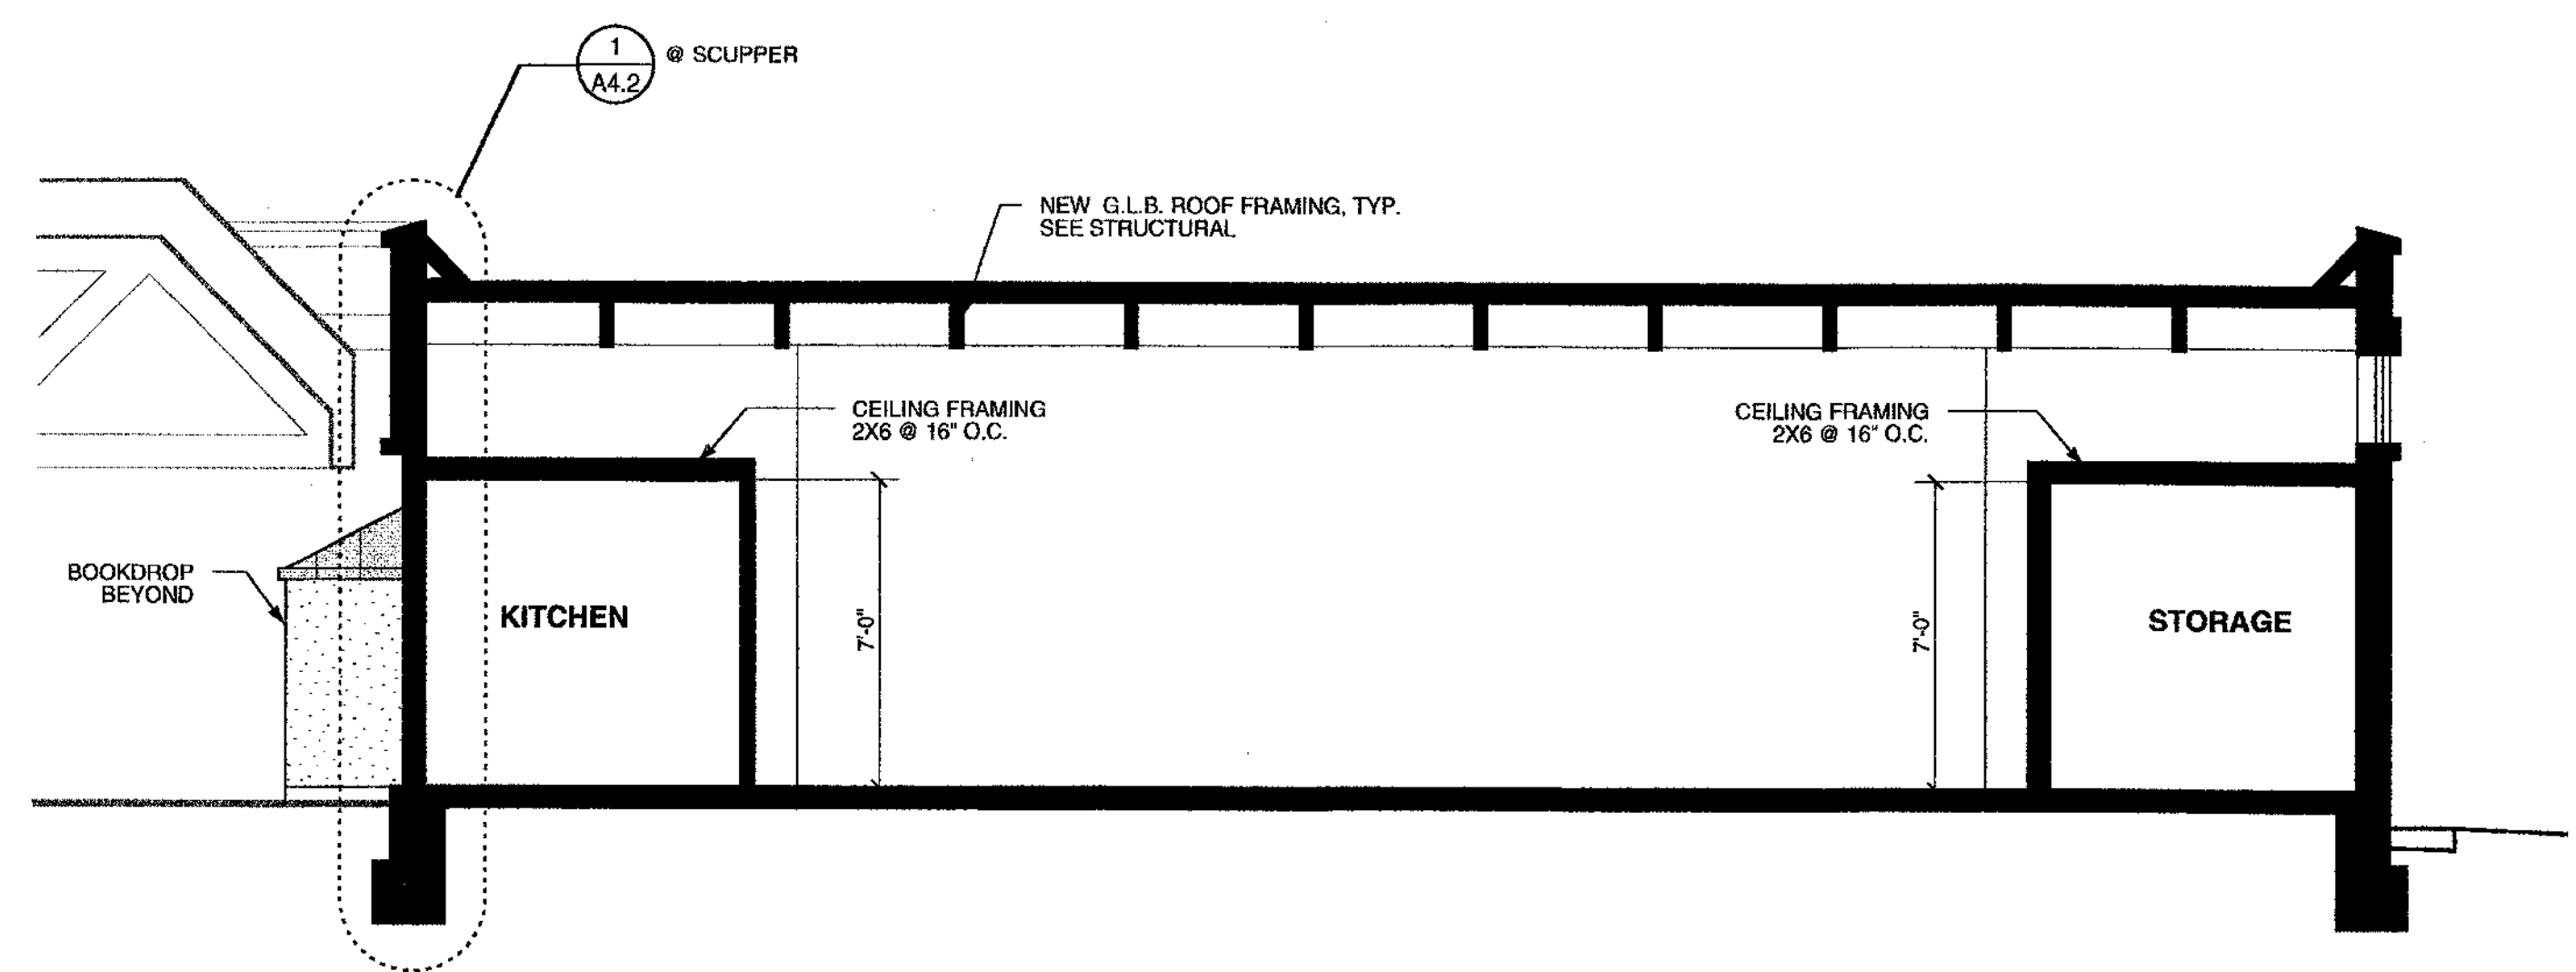 1
A4.2
@ SCUPPER
NEW G.L.B. ROOF FRAMING, TYP.
SEE STRUCTURAL
CEILING FRAMING
2X6 @ 16" O.C.
CEILING FRAMING
2X6 @ 16" O.C.
BOOKDROP
BEYOND
KITCHEN
7'-0"
7'-0"
STORAGE